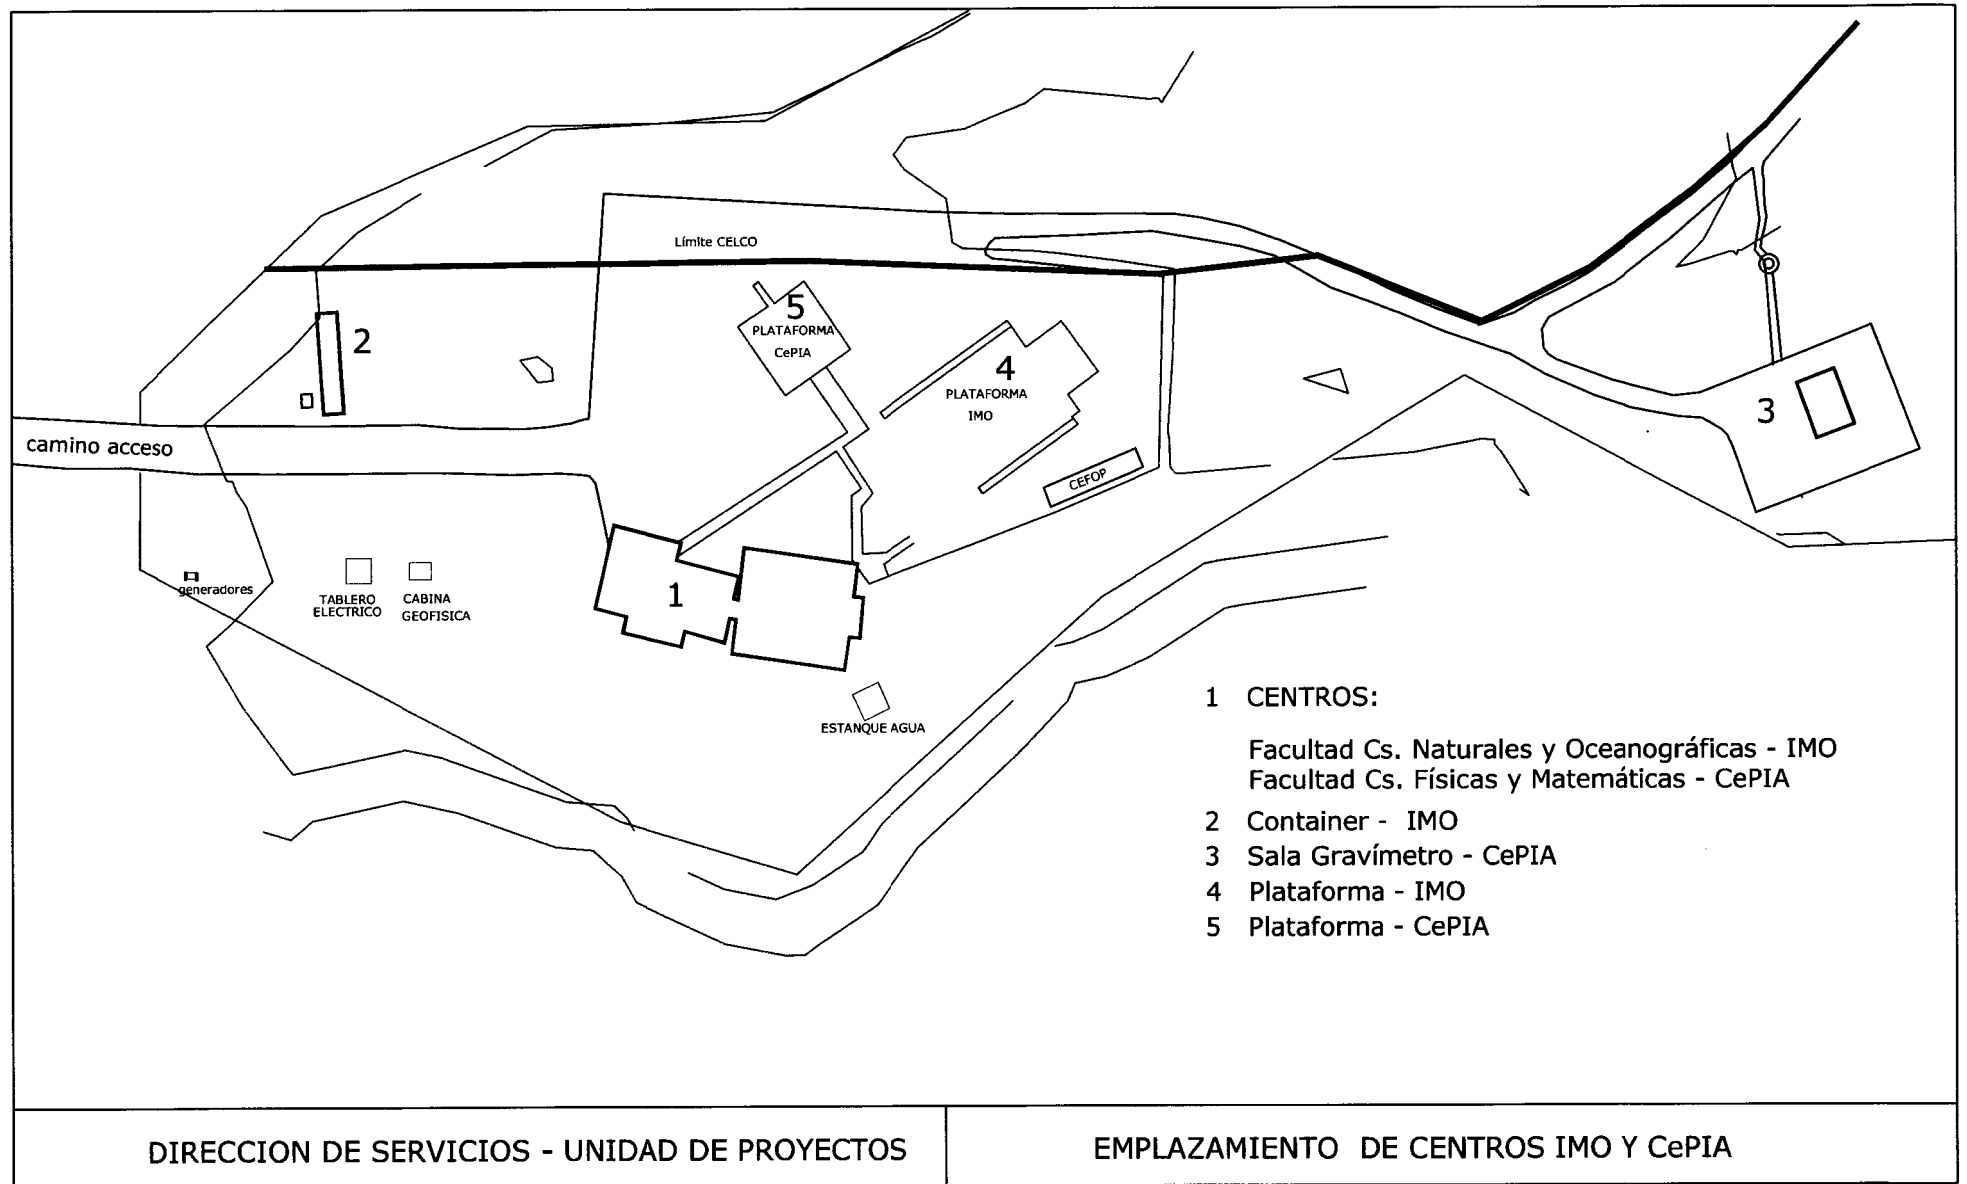 Límite CELCO
5
PLATAFORMA
CePIA
2
4
PLATAFORMA
IMO
3
camino acceso
CEFOP
generadores
TABLERO
ELECTRICO
CABINA
GEOFISICA
1
ESTANQUE AGUA
1 CENTROS:
Facultad Cs. Naturales y Oceanográficas - IMO
Facultad Cs. Físicas y Matemáticas - CePIA
2 Container - IMO
3 Sala Gravímetro - CePIA
4 Plataforma - IMO
5 Plataforma - CePIA
DIRECCION DE SERVICIOS - UNIDAD DE PROYECTOS
EMPLAZAMIENTO DE CENTROS IMO Y CePIA